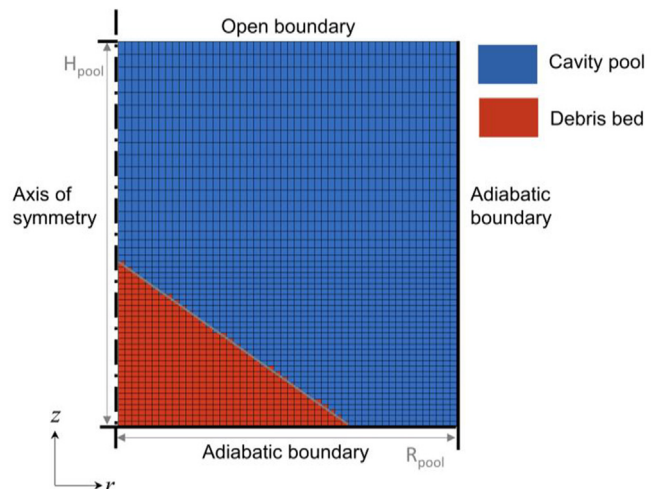 Open boundary
H_pool
Cavity pool
Debris bed
Axis of
symmetry
Adiabatic
boundary
z
Adiabatic boundary
R_pool
r